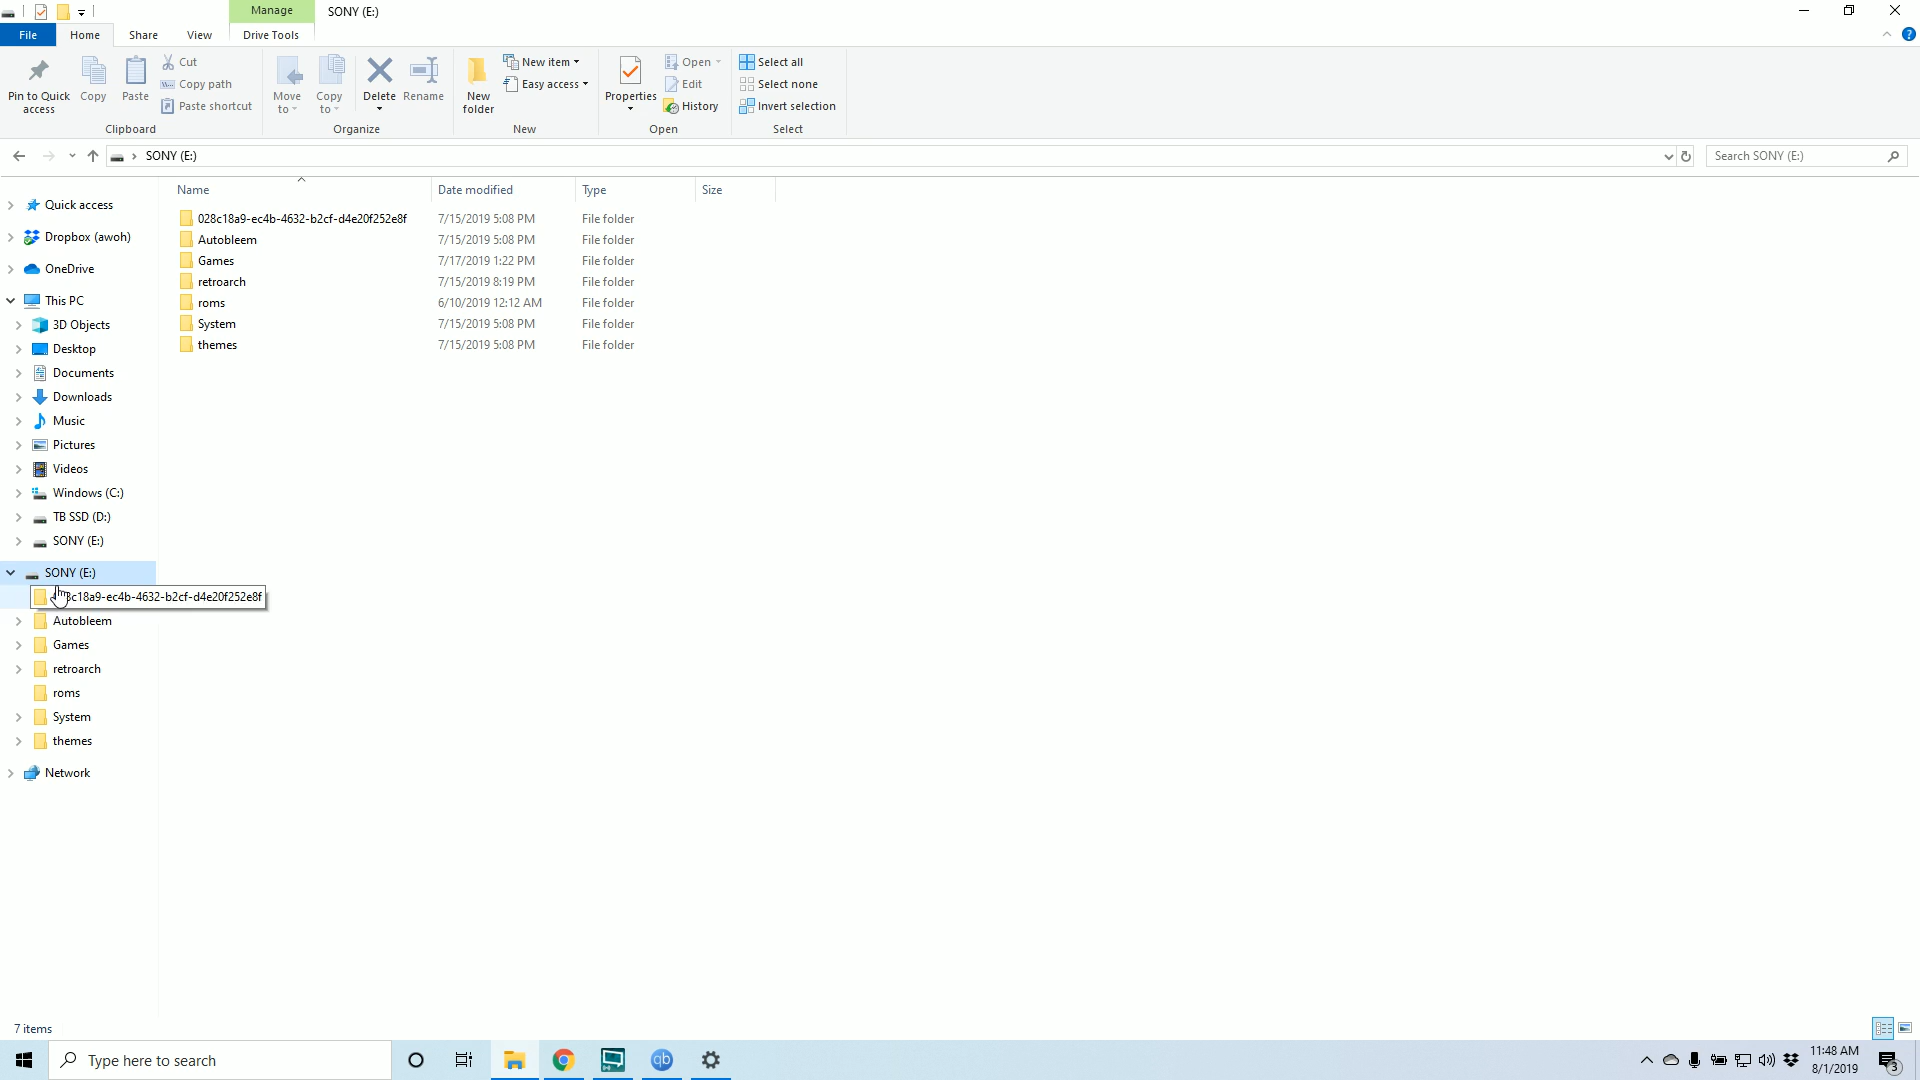 Manage
SONY (E:)
File
Home
Share
View
Drive Tools
?
Pin to Quick access
Copy
Paste
Cut
Copy path
Paste shortcut
Clipboard
Move to
Copy to
Delete
Rename
Organize
New folder
New item
Easy access
New
Properties
Open
Edit
History
Open
Select all
Select none
Invert selection
Select
SONY (E:)
Search SONY (E:)
Name
Date modified
Type
Size
028c18a9-ec4b-4632-b2cf-d4e20f252e8f 7/15/2019 5:08 PM File folder
Autobleem 7/15/2019 5:08 PM File folder
Games 7/17/2019 1:22 PM File folder
retroarch 7/15/2019 8:19 PM File folder
roms 6/10/2019 12:12 AM File folder
System 7/15/2019 5:08 PM File folder
themes 7/15/2019 5:08 PM File folder
Quick access
Dropbox (awoh)
OneDrive
This PC
3D Objects
Desktop
Documents
Downloads
Music
Pictures
Videos
Windows (C:)
TB SSD (D:)
SONY (E:)
SONY (E:)
8c18a9-ec4b-4632-b2cf-d4e20f252e8f
Autobleem
Games
retroarch
roms
System
themes
Network
7 items
Type here to search
qb
11:48 AM
8/1/2019
3